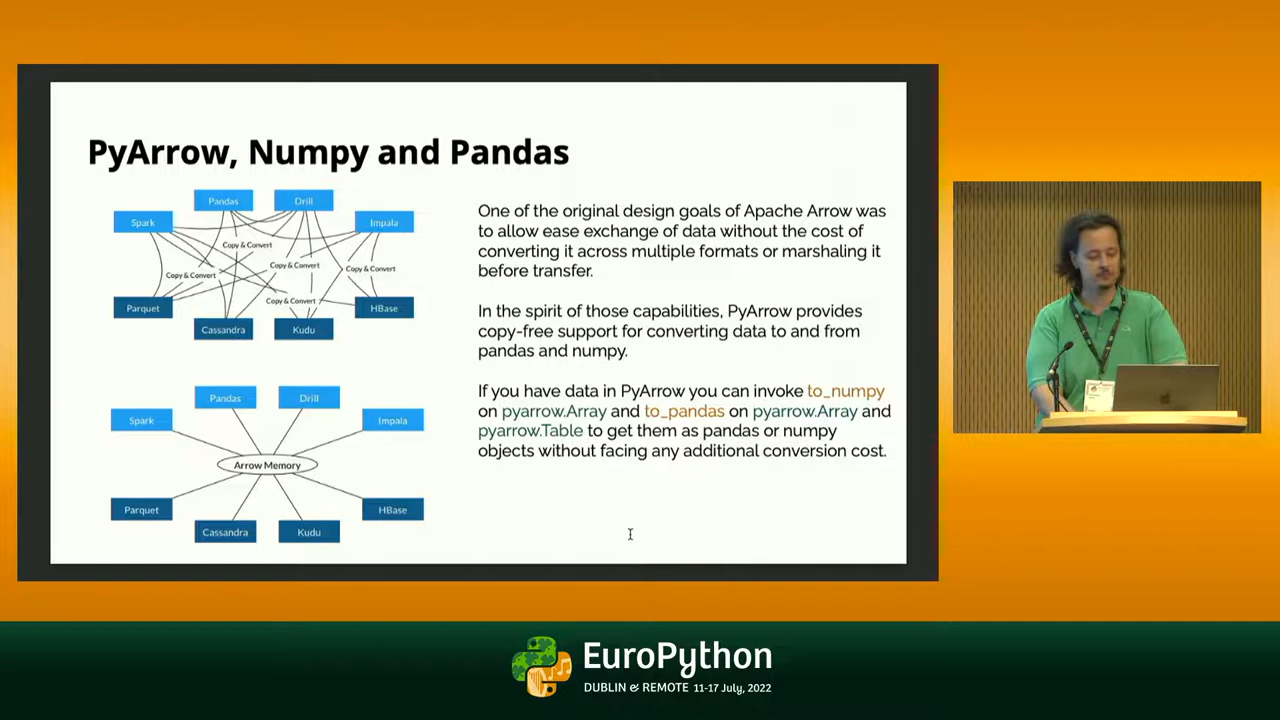 PyArrow, Numpy and Pandas
Pandas
Drill
Spark
Impala
Copy & Convert
Copy & Convert
Copy & Convert
Copy & Convert
Copy & Convert
Parquet
HBase
Cassandra
Kudu
Pandas
Drill
Spark
Impala
Arrow Memory
Parquet
HBase
Cassandra
Kudu
One of the original design goals of Apache Arrow was
to allow ease exchange of data without the cost of
converting it across multiple formats or marshaling it
before transfer.
In the spirit of those capabilities, PyArrow provides
copy-free support for converting data to and from
pandas and numpy.
If you have data in PyArrow you can invoke to_numpy
on pyarrow.Array and to_pandas on pyarrow.Array and
pyarrow.Table to get them as pandas or numpy
objects without facing any additional conversion cost.
EuroPython
DUBLIN & REMOTE 11-17 July, 2022